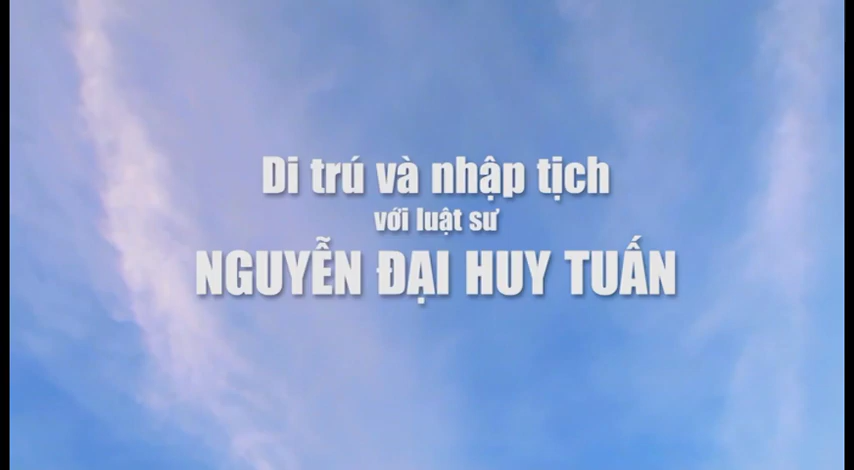 Di trú và nhập tịch
với luật sư
NGUYỄN ĐẠI HUY TUẤN